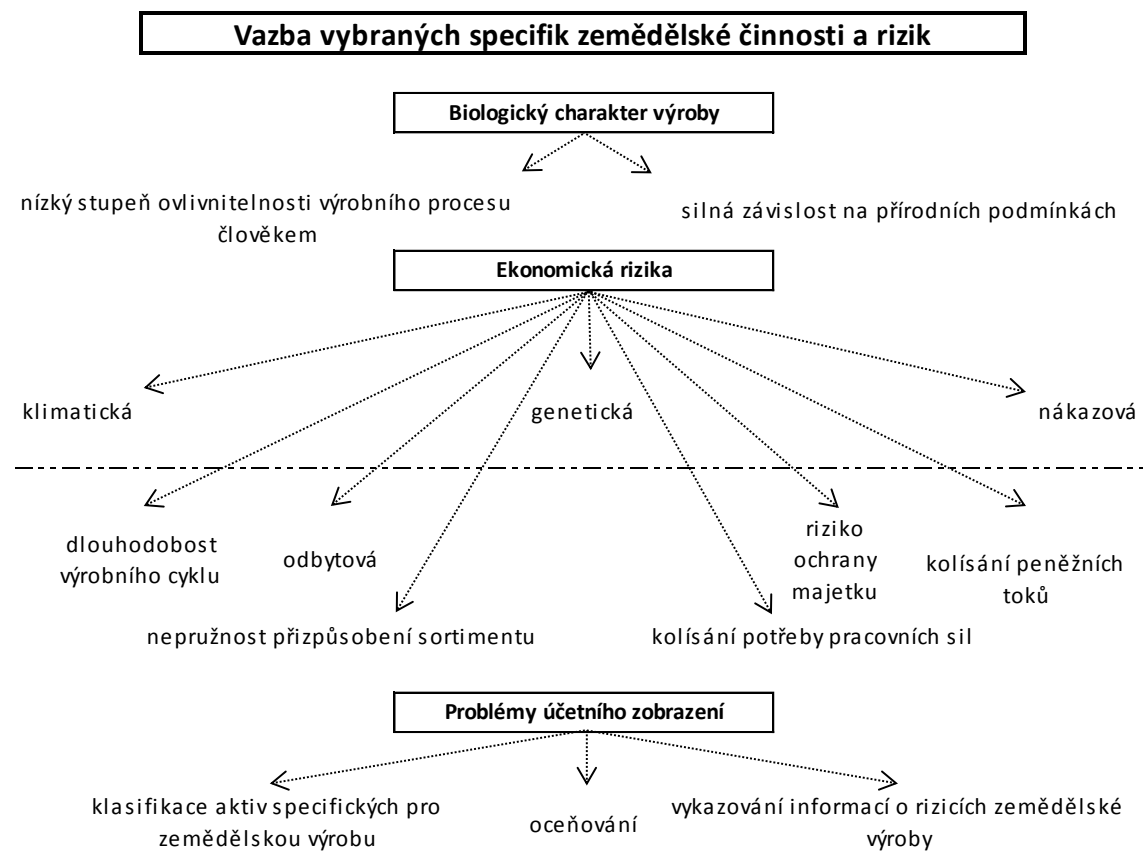 Vazba vybraných specifik zemědělské činnosti a rizik
Biologický charakter výroby
nízký stupeň ovlivnitelnosti výrobního procesu
člověkem
silná závislost na přírodních podmínkách
Ekonomická rizika
klimatická
genetická
nákazová
dlouhodobost
výrobního cyklu
odbytová
riziko
ochrany
majetku
kolísání peněžních
toků
nepružnost přizpůsobení sortimentu
kolísání potřeby pracovních sil
Problémy účetního zobrazení
klasifikace aktiv specifických pro
zemědělskou výrobu
oceňování
vykazování informací o rizicích zemědělské
výroby